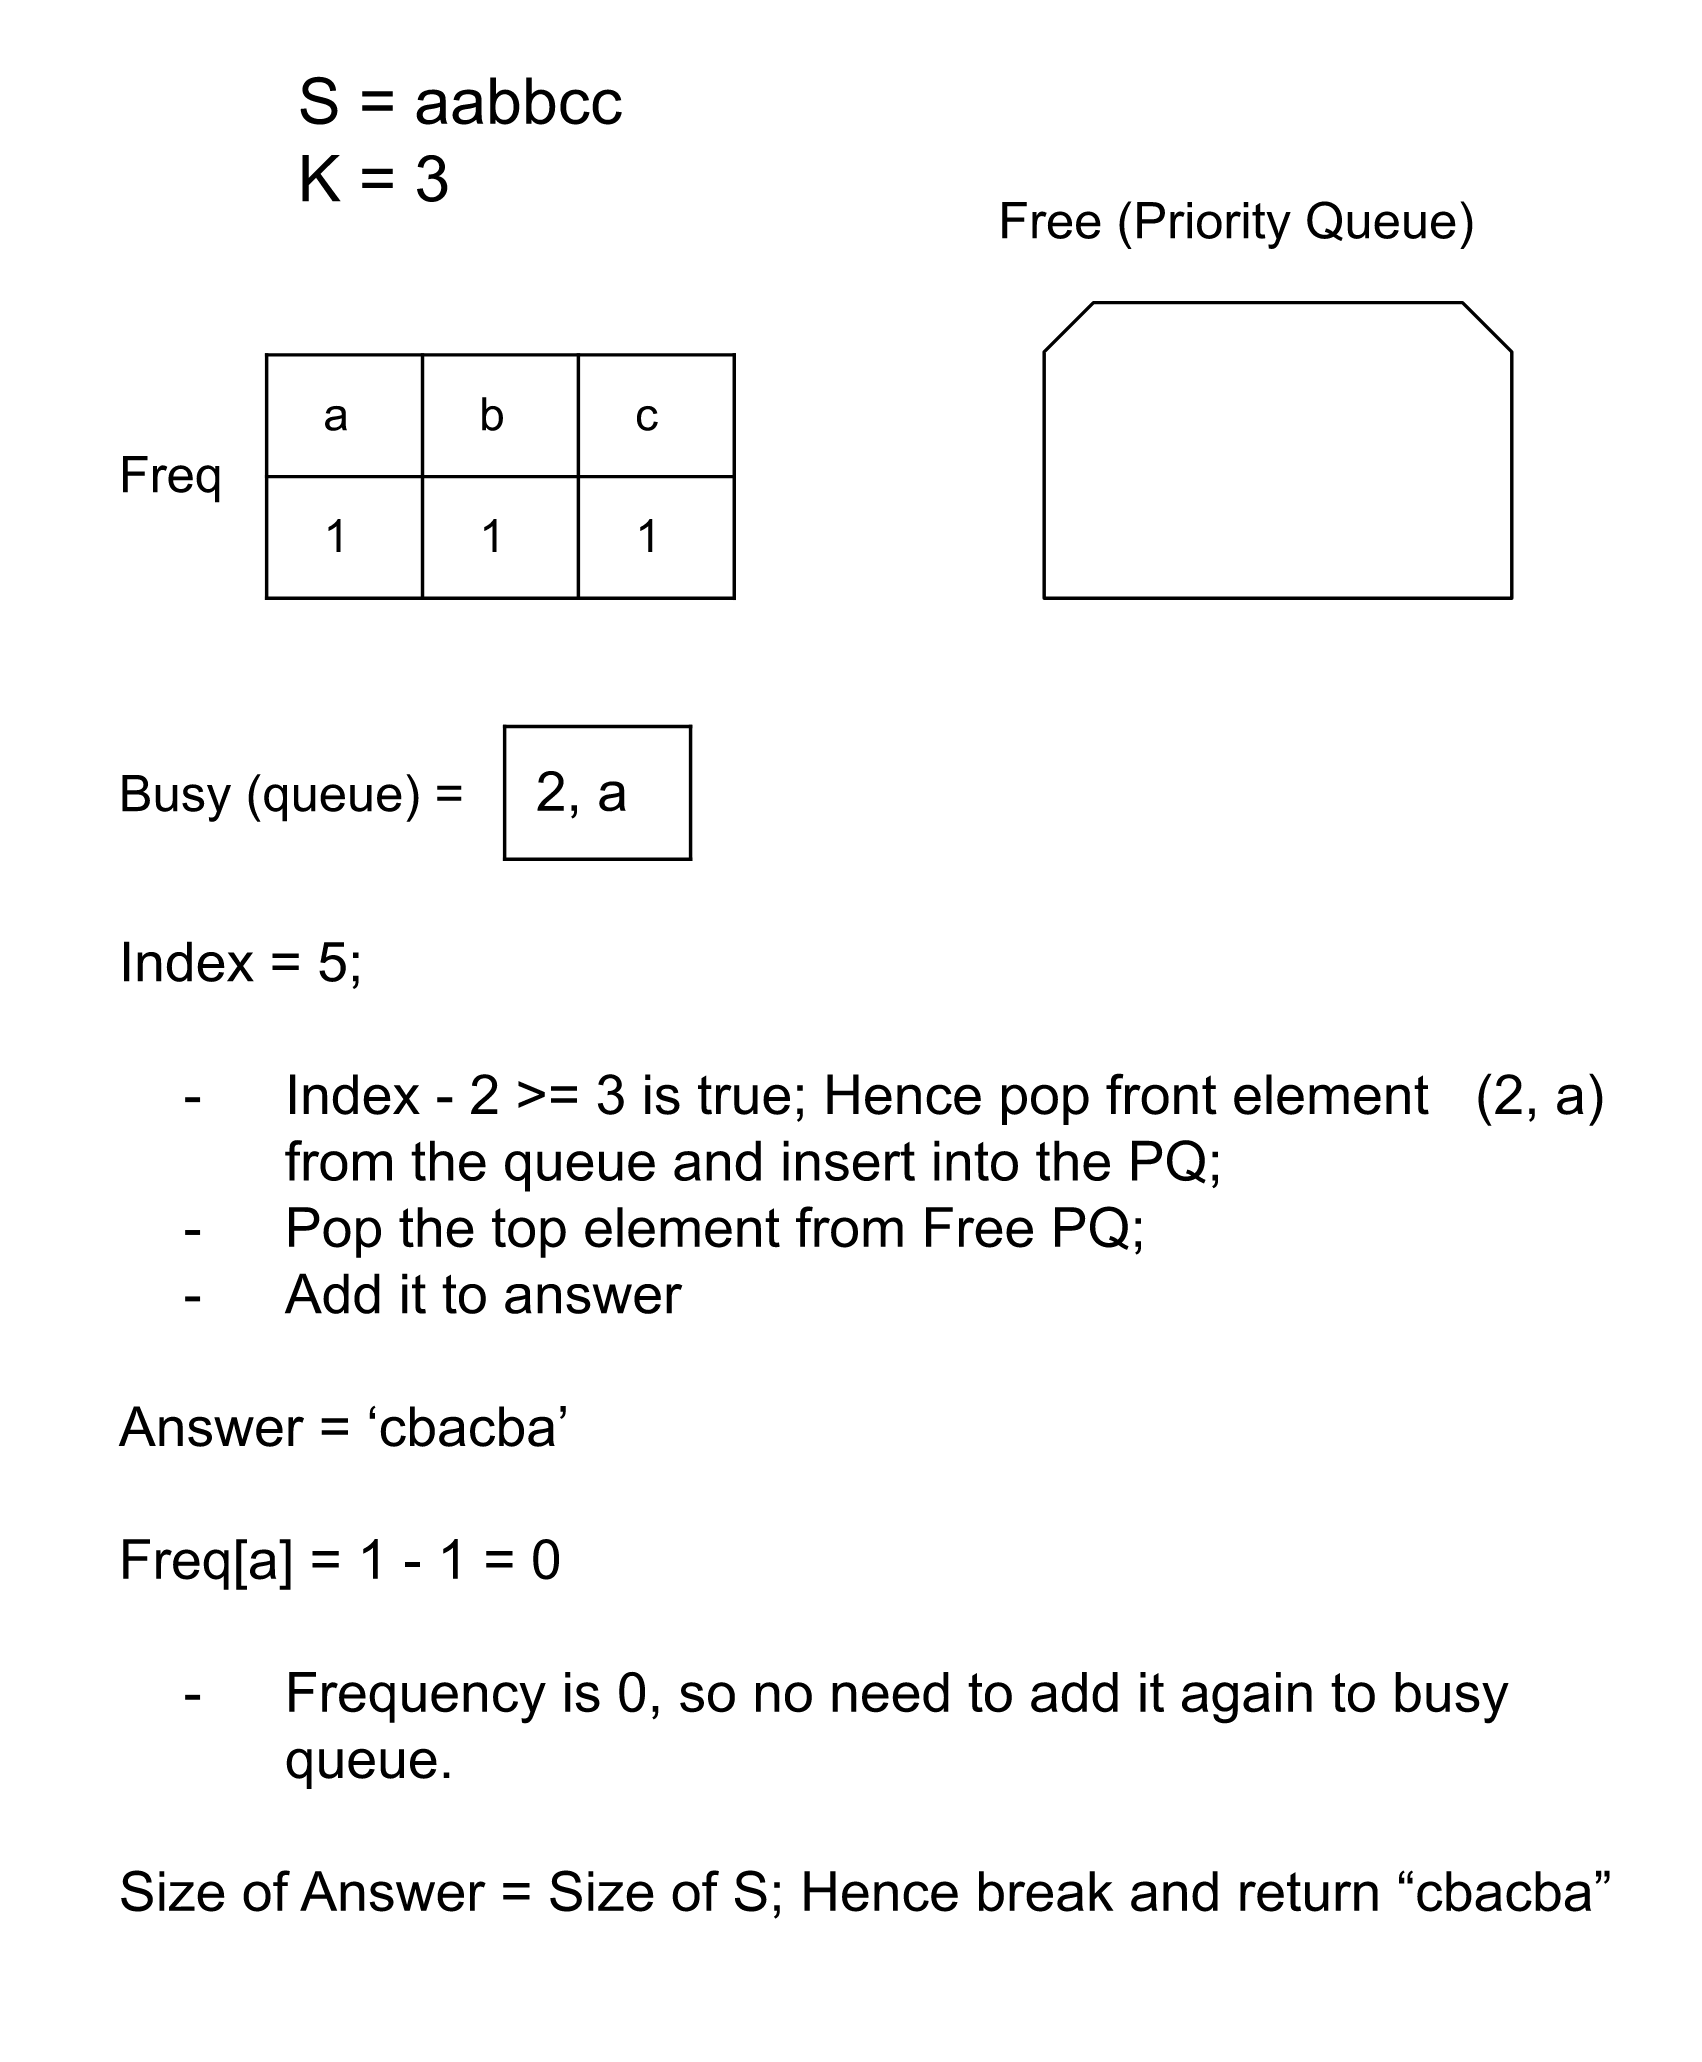 S = aabbcc
K = 3
Free (Priority Queue)
a b c
Freq
1 1 1
Busy (queue) = 2, a
Index = 5;
- Index - 2 >= 3 is true; Hence pop front element (2, a)
from the queue and insert into the PQ;
- Pop the top element from Free PQ;
- Add it to answer
Answer = ‘cbacba’
Freq[a] = 1 - 1 = 0
- Frequency is 0, so no need to add it again to busy
queue.
Size of Answer = Size of S; Hence break and return “cbacba”